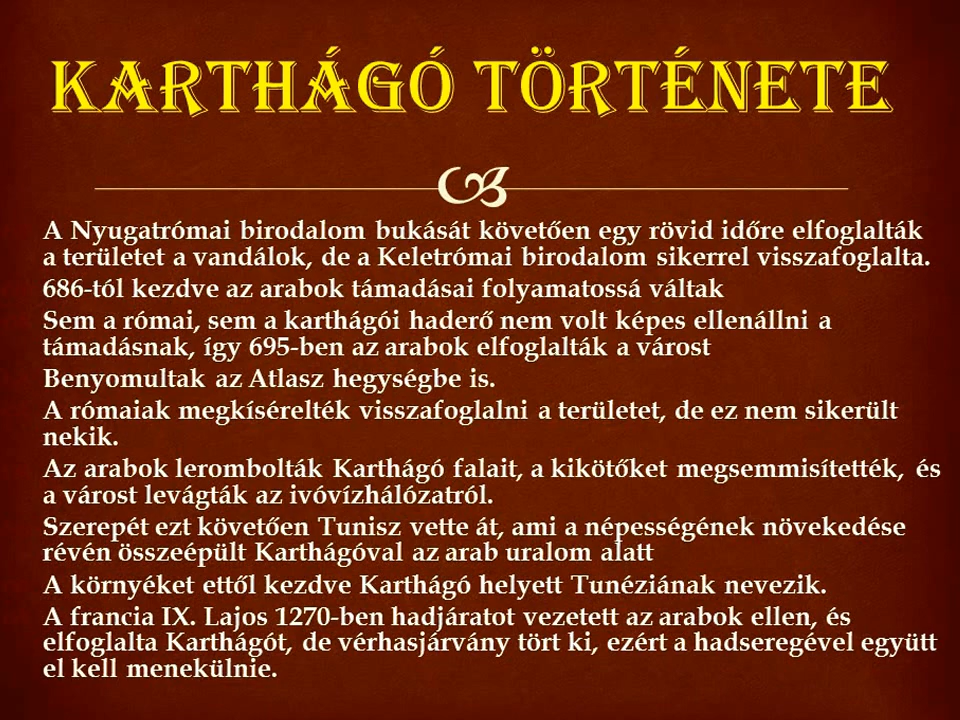 KARTHÁGÓ TÖRTÉNETE
A Nyugatrómai birodalom bukását követően egy rövid időre elfoglalták
a területet a vandálok, de a Keletrómai birodalom sikerrel visszafoglalta.
686-tól kezdve az arabok támadásai folyamatossá váltak
Sem a római, sem a karthágói haderő nem volt képes ellenállni a
támadásnak, így 695-ben az arabok elfoglalták a várost
Benyomultak az Atlasz hegységbe is.
A rómaiak megkísérelték visszafoglalni a területet, de ez nem sikerült
nekik.
Az arabok lerombolták Karthágó falait, a kikötőket megsemmisítették, és
a várost levágták az ivóvízhálózatról.
Szerepét ezt követően Tunisz vette át, ami a népességének növekedése
révén összeépült Karthágóval az arab uralom alatt
A környéket ettől kezdve Karthágó helyett Tunéziának nevezik.
A francia IX. Lajos 1270-ben hadjáratot vezetett az arabok ellen, és
elfoglalta Karthágót, de vérhasjárvány tört ki, ezért a hadseregével együtt
el kell menekülnie.